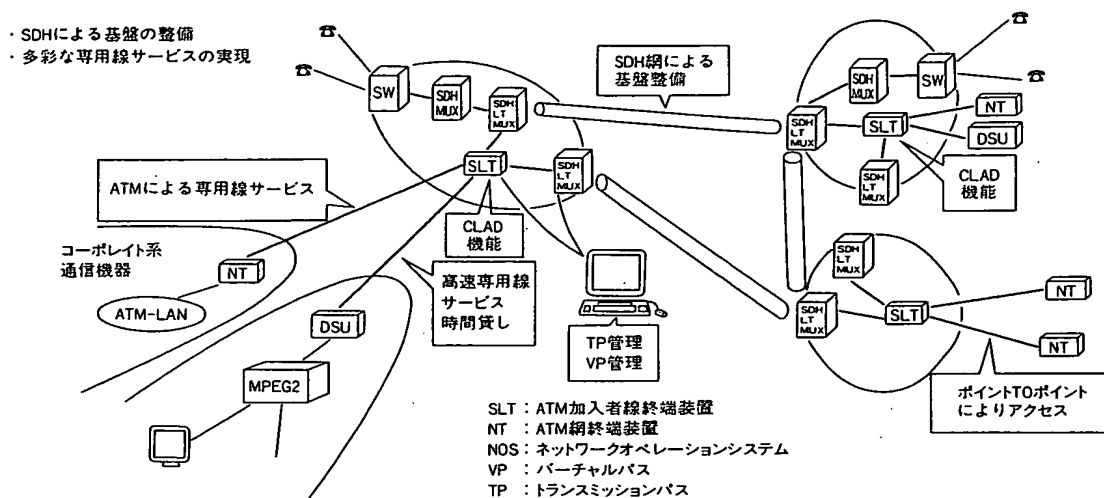 ・SDHによる基盤の整備
・多彩な専用線サービスの実現
SW
SDH
MUX
SDH
LT
MUX
SDH網による
基盤整備
SDH
MUX
SW
SDH
LT
MUX
SLT
NT
DSU
SDH
LT
MUX
CLAD
機能
ATMによる専用線サービス
SLT
SDH
LT
MUX
CLAD
機能
コーポレイト系
通信機器
NT
ATM-LAN
高速専用線
サービス
時間貸し
DSU
MPEG2
TP管理
VP管理
SDH
LT
MUX
SDH
LT
MUX
SLT
NT
NT
ポイントTOポイント
によりアクセス
SLT：ATM加入者線終端装置
NT：ATM網終端装置
NOS：ネットワークオペレーションシステム
VP：バーチャルパス
TP：トランスミッションパス